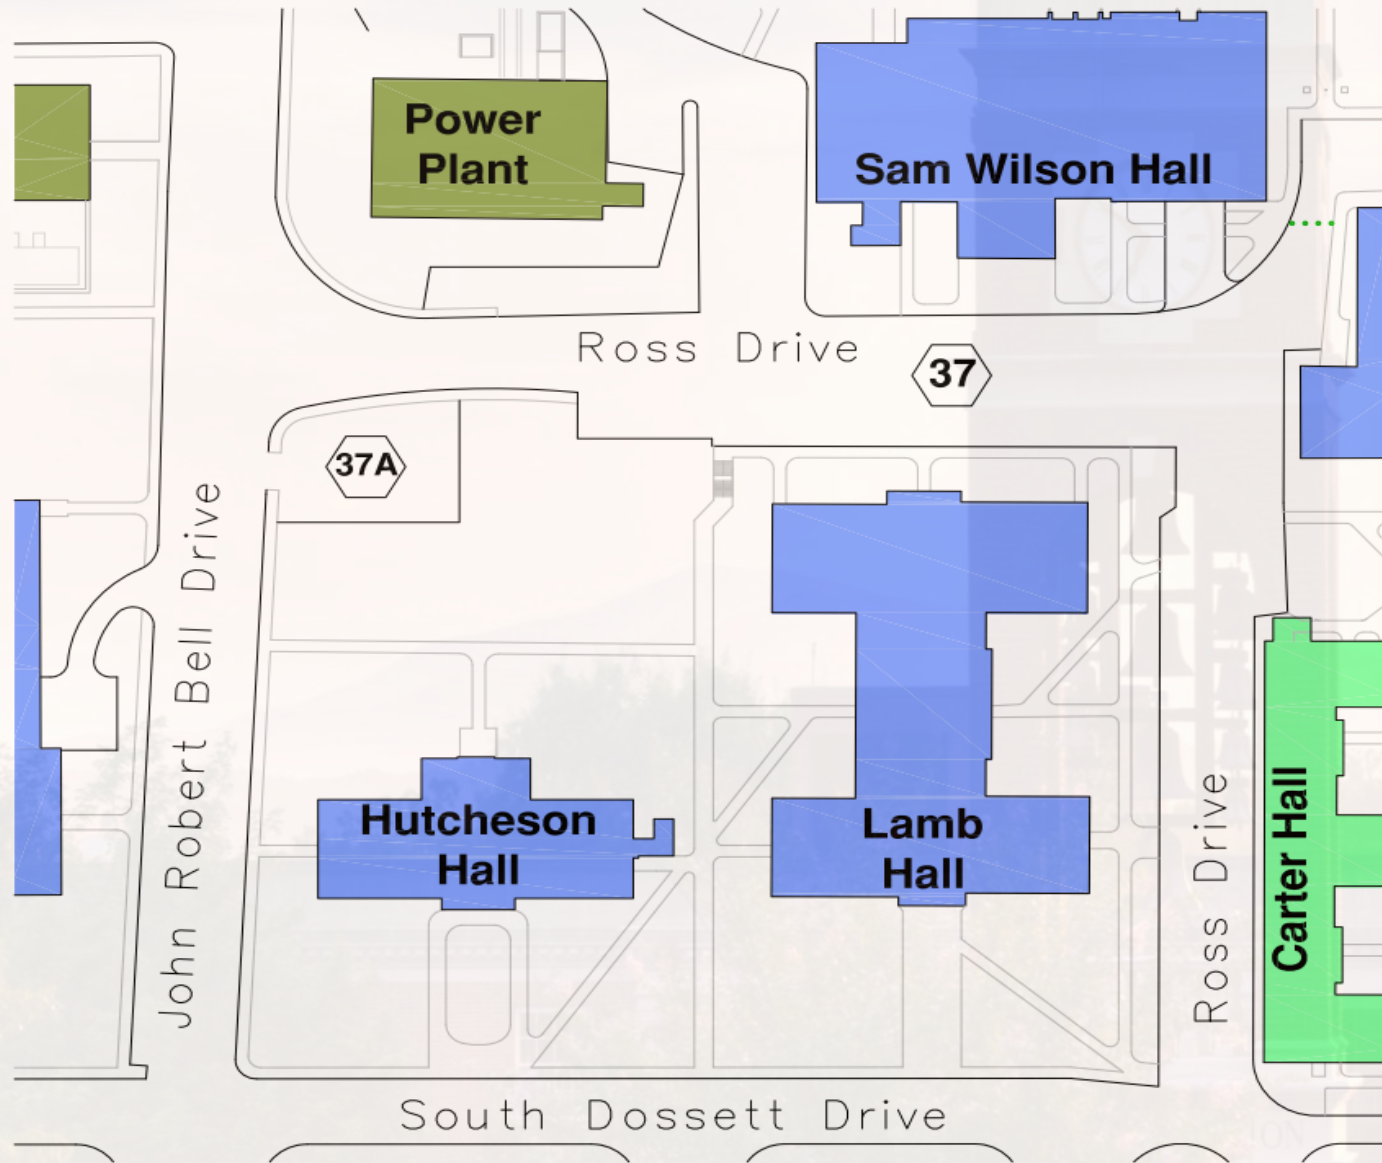 Power
Plant
Sam Wilson Hall
Ross Drive
37
37A
John Robert Bell Drive
Hutcheson
Hall
Lamb
Hall
Ross Drive
Carter Hall
South Dossett Drive